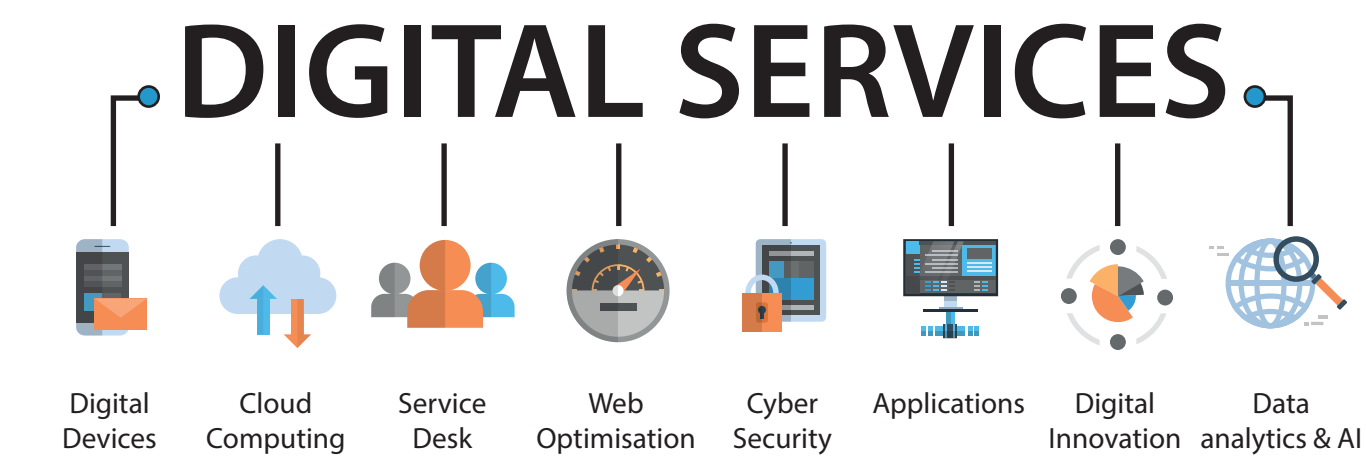 DIGITAL SERVICES
Digital
Devices
Cloud
Computing
Service
Desk
Web
Optimisation
Cyber
Security
Applications
Digital
Innovation
Data
analytics & AI